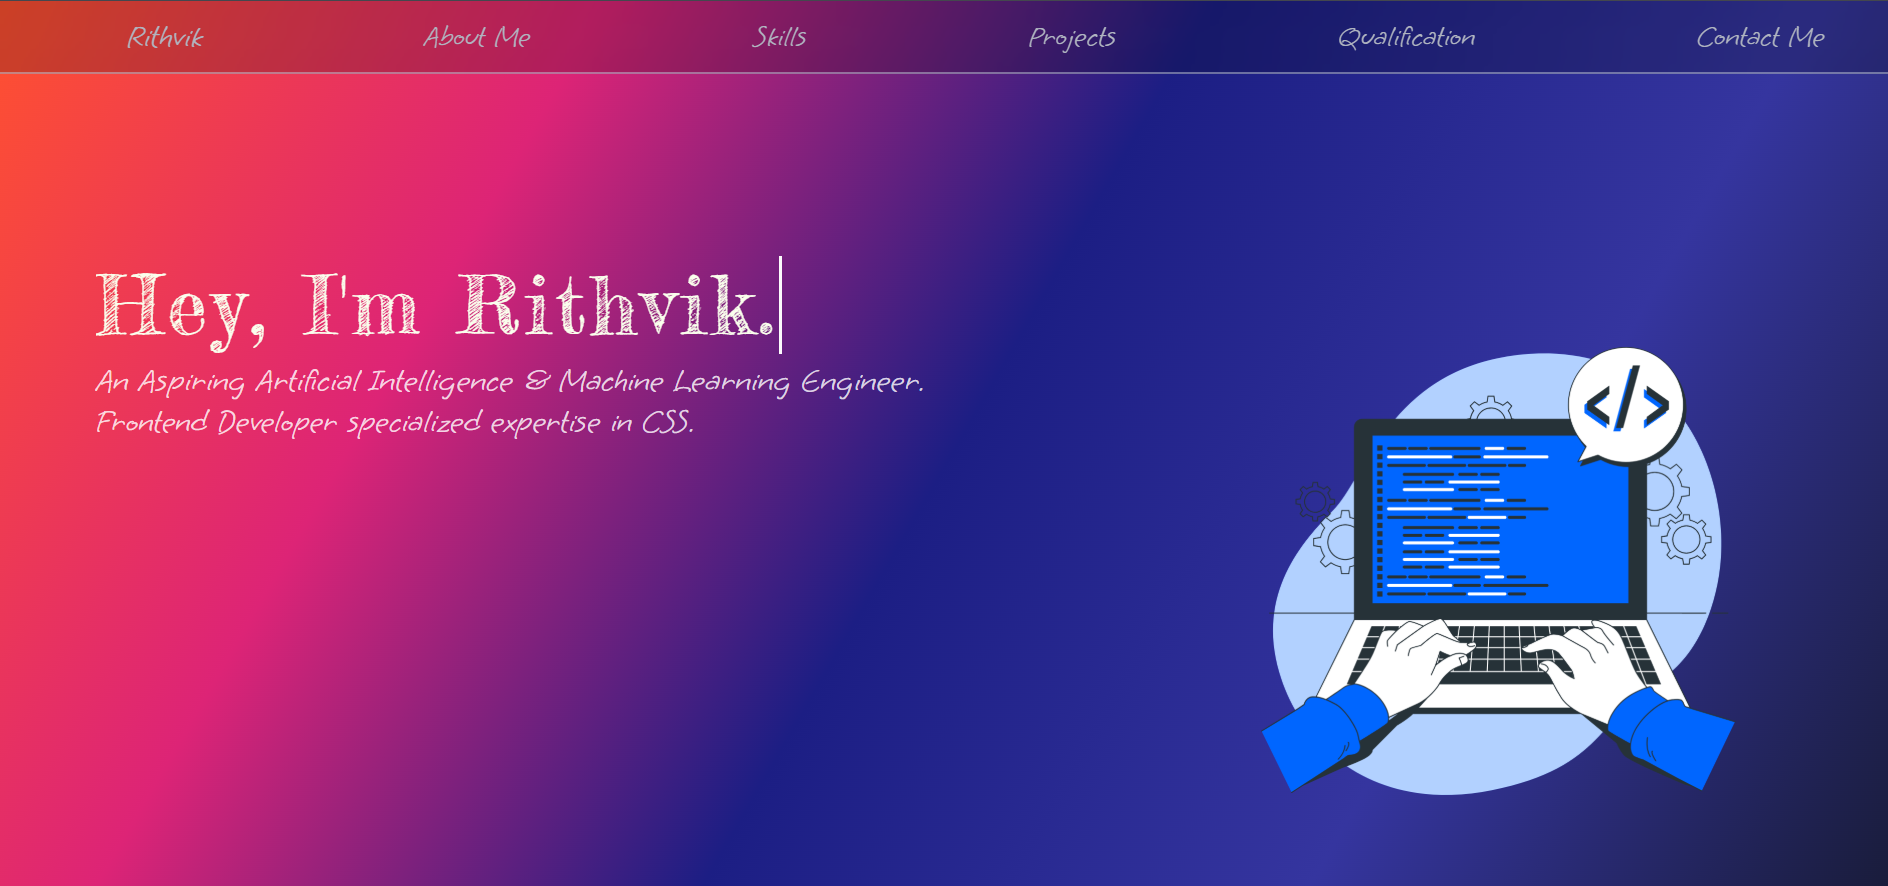 Rithvik About Me Skills Projects Qualification Contact Me
Hey, I'm Rithvik.
An Aspiring Artificial Intelligence & Machine Learning Engineer.
Frontend Developer specialized expertise in CSS.
</>